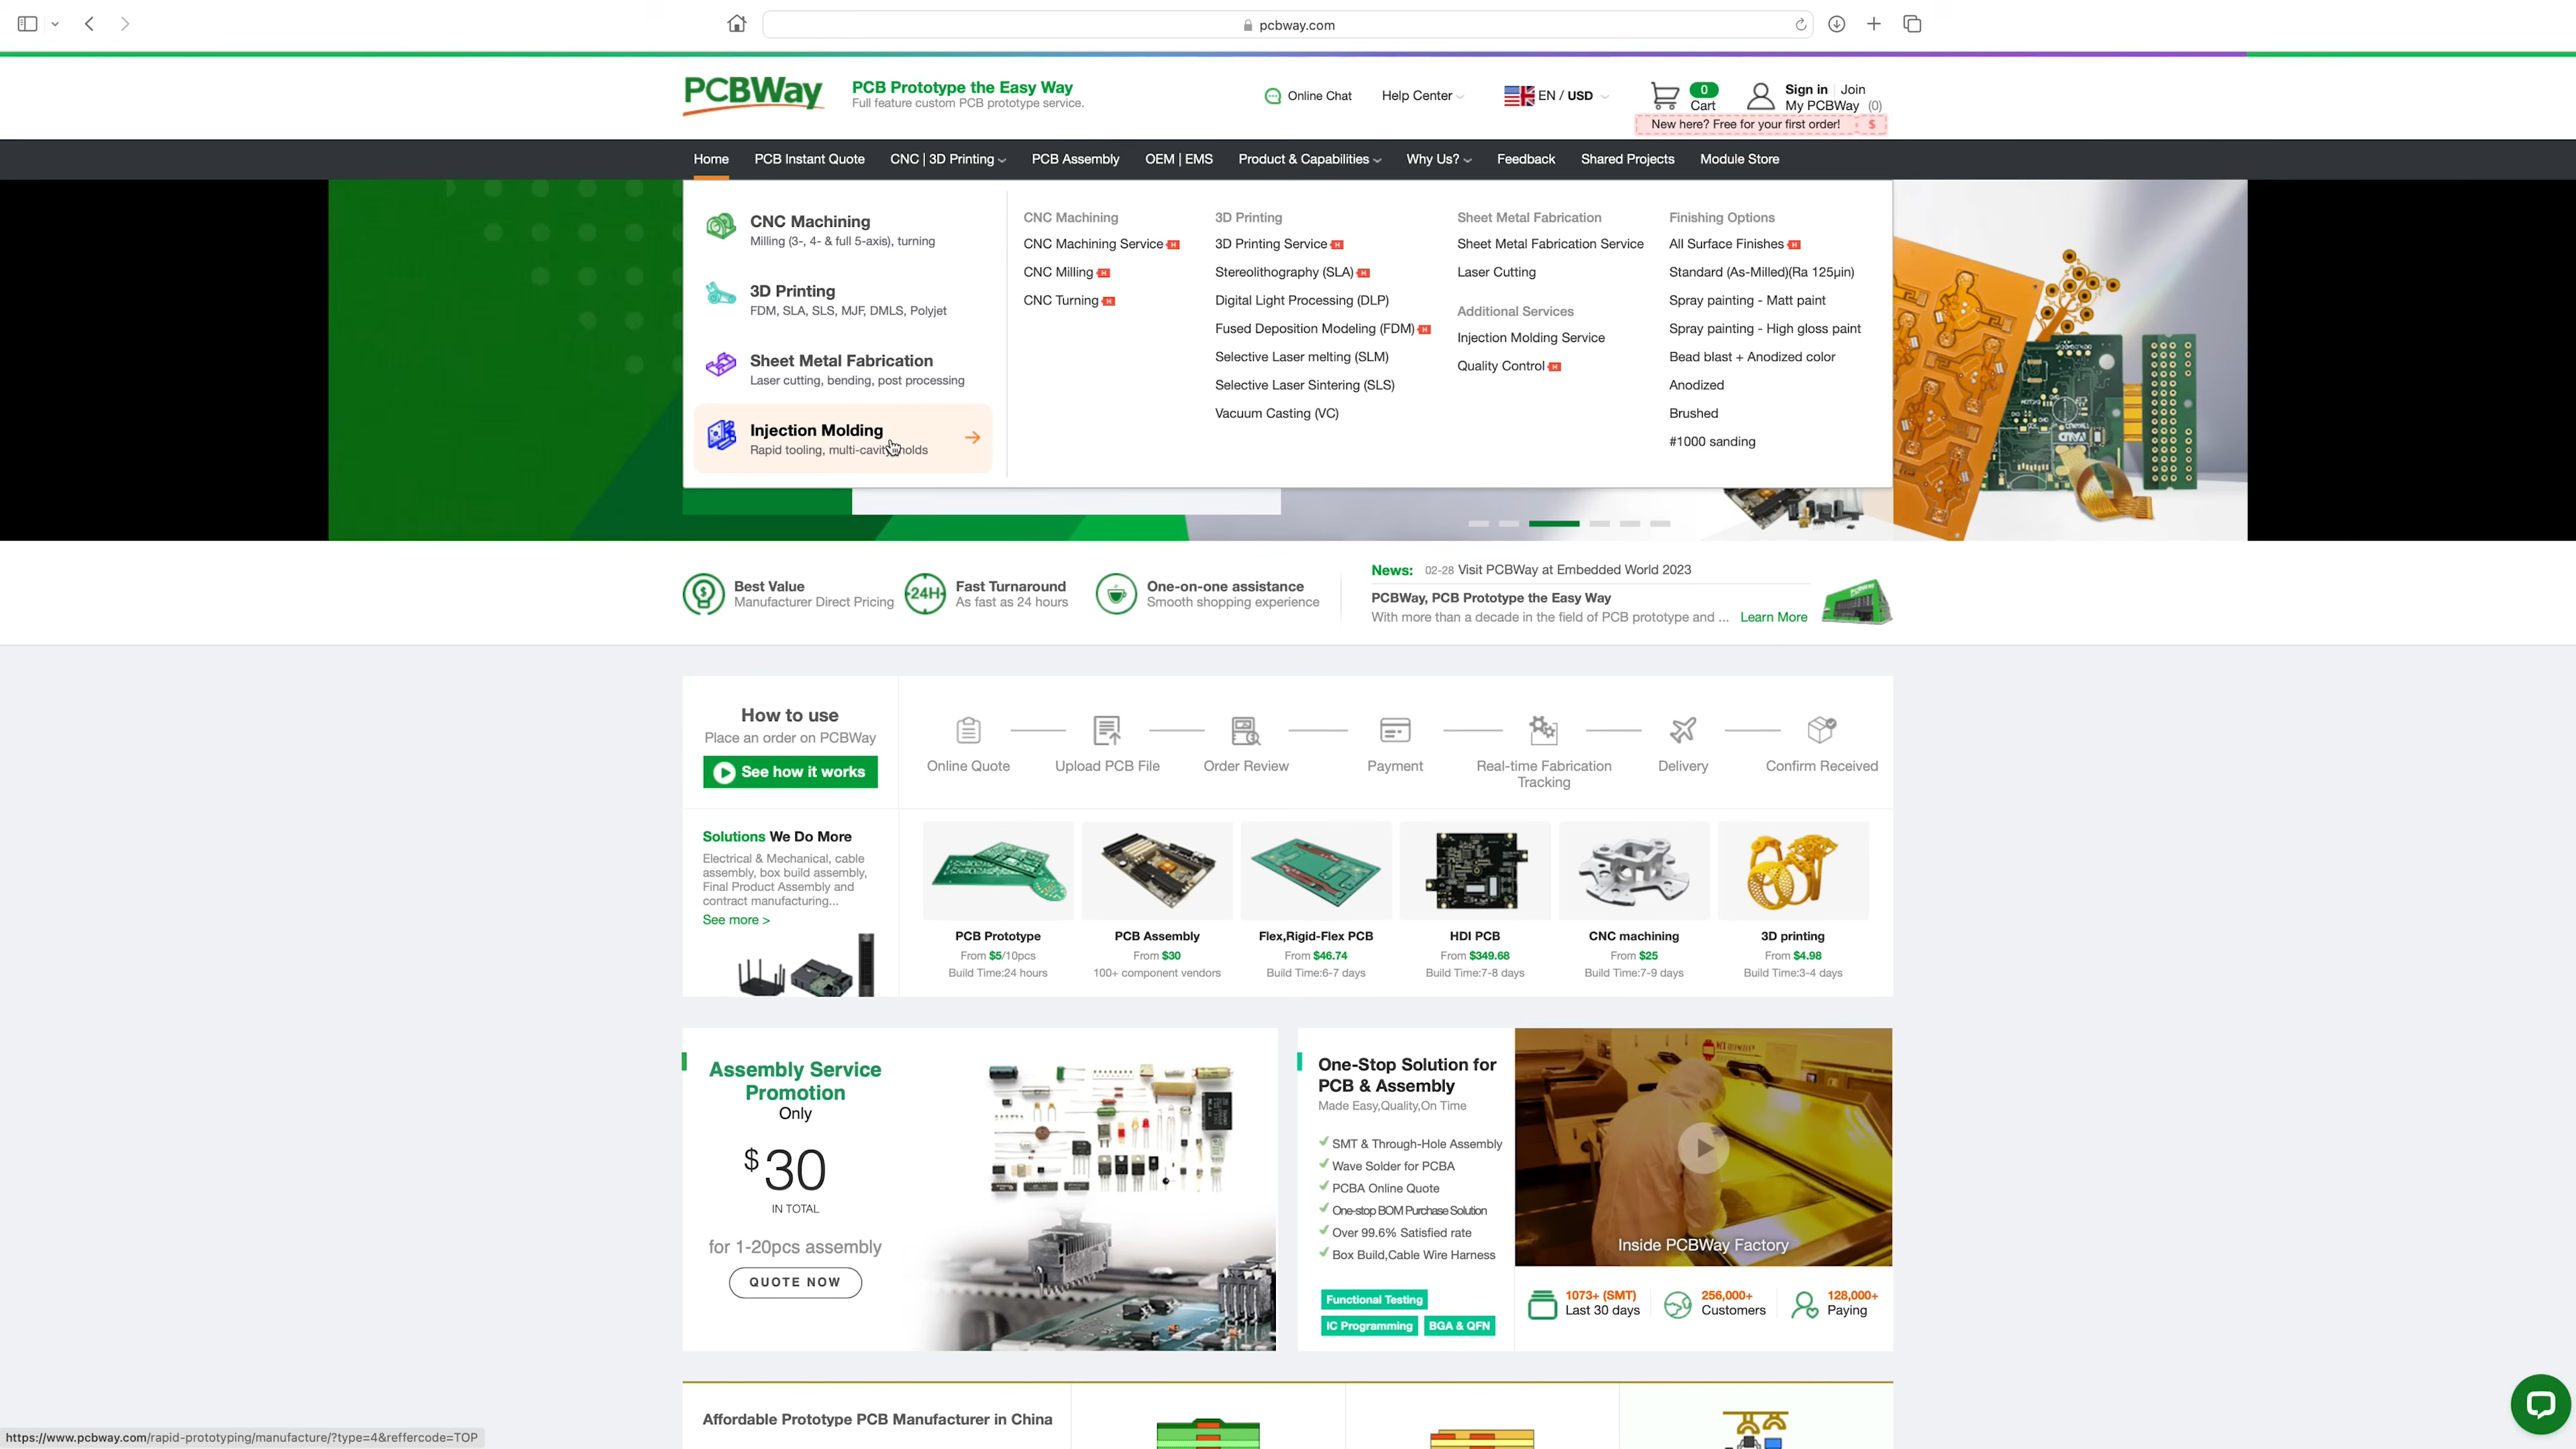 pcbway.com
PCBWay
PCB Prototype the Easy Way
Full feature custom PCB prototype service.
Online Chat
Help Center
EN / USD
0
Cart
Sign in | Join
My PCBWay (0)
New here? Free for your first order! $
Home PCB Instant Quote CNC | 3D Printing PCB Assembly OEM | EMS Product & Capabilities Why Us? Feedback Shared Projects Module Store
CNC Machining
Milling (3-, 4- & full 5-axis), turning
3D Printing
FDM, SLA, SLS, MJF, DMLS, Polyjet
Sheet Metal Fabrication
Laser cutting, bending, post processing
Injection Molding
Rapid tooling, multi-cavity molds
CNC Machining
CNC Machining Service H
CNC Milling H
CNC Turning H
3D Printing
3D Printing Service H
Stereolithography (SLA) H
Digital Light Processing (DLP)
Fused Deposition Modeling (FDM) H
Selective Laser melting (SLM)
Selective Laser Sintering (SLS)
Vacuum Casting (VC)
Sheet Metal Fabrication
Sheet Metal Fabrication Service
Laser Cutting
Additional Services
Injection Molding Service
Quality Control H
Finishing Options
All Surface Finishes H
Standard (As-Milled)(Ra 125µin)
Spray painting - Matt paint
Spray painting - High gloss paint
Bead blast + Anodized color
Anodized
Brushed
#1000 sanding
Best Value
Manufacturer Direct Pricing
24H
Fast Turnaround
As fast as 24 hours
One-on-one assistance
Smooth shopping experience
News: 02-28 Visit PCBWay at Embedded World 2023
PCBWay, PCB Prototype the Easy Way
With more than a decade in the field of PCB prototype and ... Learn More
How to use
Place an order on PCBWay
See how it works
Online Quote
Upload PCB File
Order Review
Payment
Real-time Fabrication
Tracking
Delivery
Confirm Received
Solutions We Do More
Electrical & Mechanical, cable
assembly, box build assembly,
Final Product Assembly and
contract manufacturing...
See more >
PCB Prototype
From $5/10pcs
Build Time:24 hours
PCB Assembly
From $30
100+ component vendors
Flex,Rigid-Flex PCB
From $46.74
Build Time:6-7 days
HDI PCB
From $349.68
Build Time:7-8 days
CNC machining
From $25
Build Time:7-9 days
3D printing
From $4.98
Build Time:3-4 days
Assembly Service
Promotion
Only
$30
IN TOTAL
for 1-20pcs assembly
QUOTE NOW
One-Stop Solution for
PCB & Assembly
Made Easy,Quality,On Time
SMT & Through-Hole Assembly
Wave Solder for PCBA
PCBA Online Quote
One-stop BOM Purchase Solution
Over 99.6% Satisfied rate
Box Build,Cable Wire Harness
Functional Testing
IC Programming
BGA & QFN
Inside PCBWay Factory
1073+ (SMT)
Last 30 days
256,000+
Customers
128,000+
Paying
Affordable Prototype PCB Manufacturer in China
https://www.pcbway.com/rapid-prototyping/manufacture/?type=4&reffercode=TOP